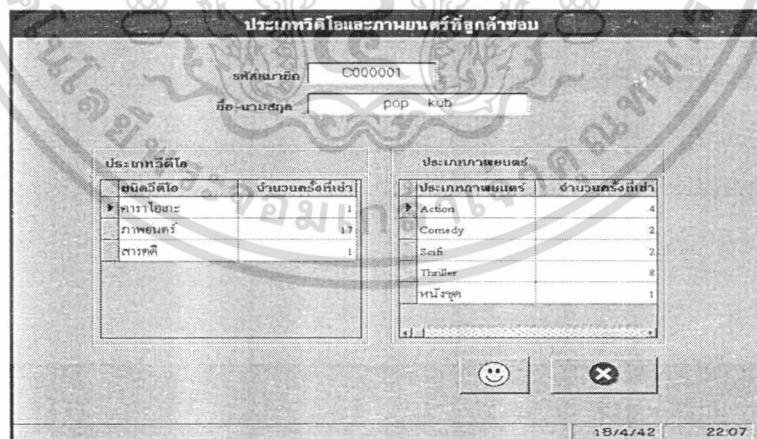 ประเภทวีดีโอและภาพยนตร์ที่ลูกค้าชอบ
รหัสสมาชิก C000001
ชื่อ-นามสกุล pop kub
ประเภทวีดีโอ
ชนิดวีดีโอ จำนวนครั้งที่เช่า
คาราโอเกะ 1
ภาพยนตร์ 17
สารคดี 1
ประเภทภาพยนตร์
ประเภทภาพยนตร์ จำนวนครั้งที่เช่า
Action 4
Comedy 2
Scifi 2
Thriller 8
หนังชุด 1
18/4/42 22:07